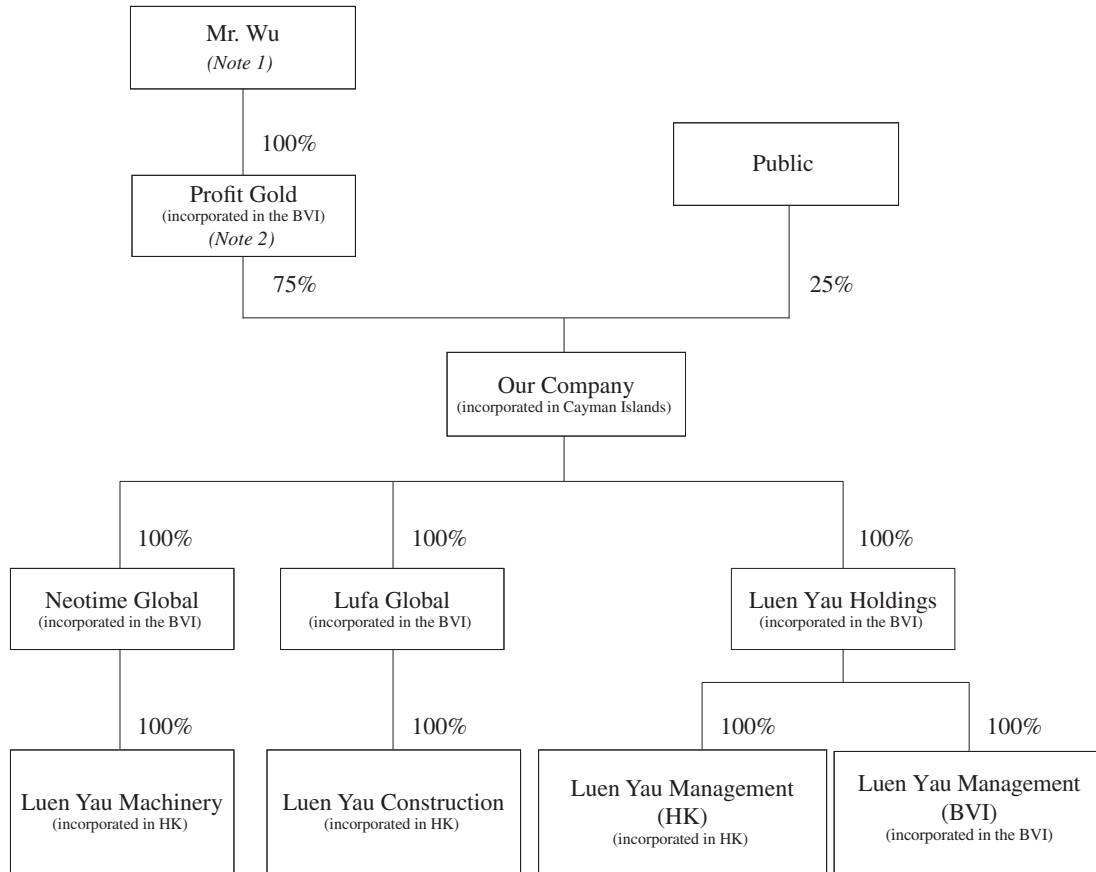 Mr. Wu
(Note 1)
100%
Profit Gold
(incorporated in the BVI)
(Note 2)
Public
75%
25%
Our Company
(incorporated in Cayman Islands)
100%
100%
100%
Neotime Global
(incorporated in the BVI)
Lufa Global
(incorporated in the BVI)
Luen Yau Holdings
(incorporated in the BVI)
100%
100%
100%
100%
Luen Yau Machinery
(incorporated in HK)
Luen Yau Construction
(incorporated in HK)
Luen Yau Management
(HK)
(incorporated in HK)
Luen Yau Management
(BVI)
(incorporated in the BVI)